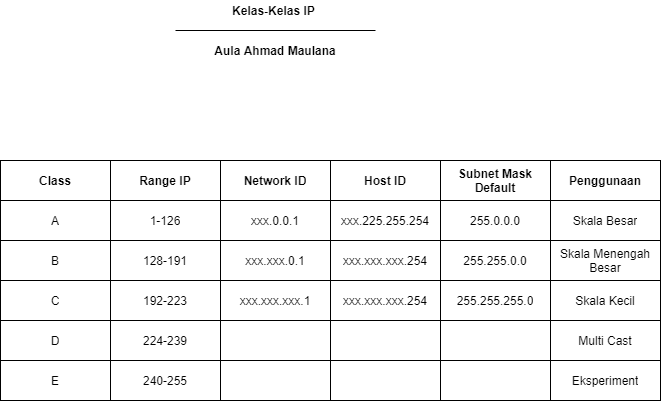 Kelas-Kelas IP
Aula Ahmad Maulana
Class Range IP Network ID Host ID Subnet Mask Default Penggunaan
A 1-126 xxx.0.0.1 xxx.225.255.254 255.0.0.0 Skala Besar
B 128-191 xxx.xxx.0.1 xxx.xxx.xxx.254 255.255.0.0 Skala Menengah Besar
C 192-223 xxx.xxx.xxx.1 xxx.xxx.xxx.254 255.255.255.0 Skala Kecil
D 224-239 Multi Cast
E 240-255 Eksperiment